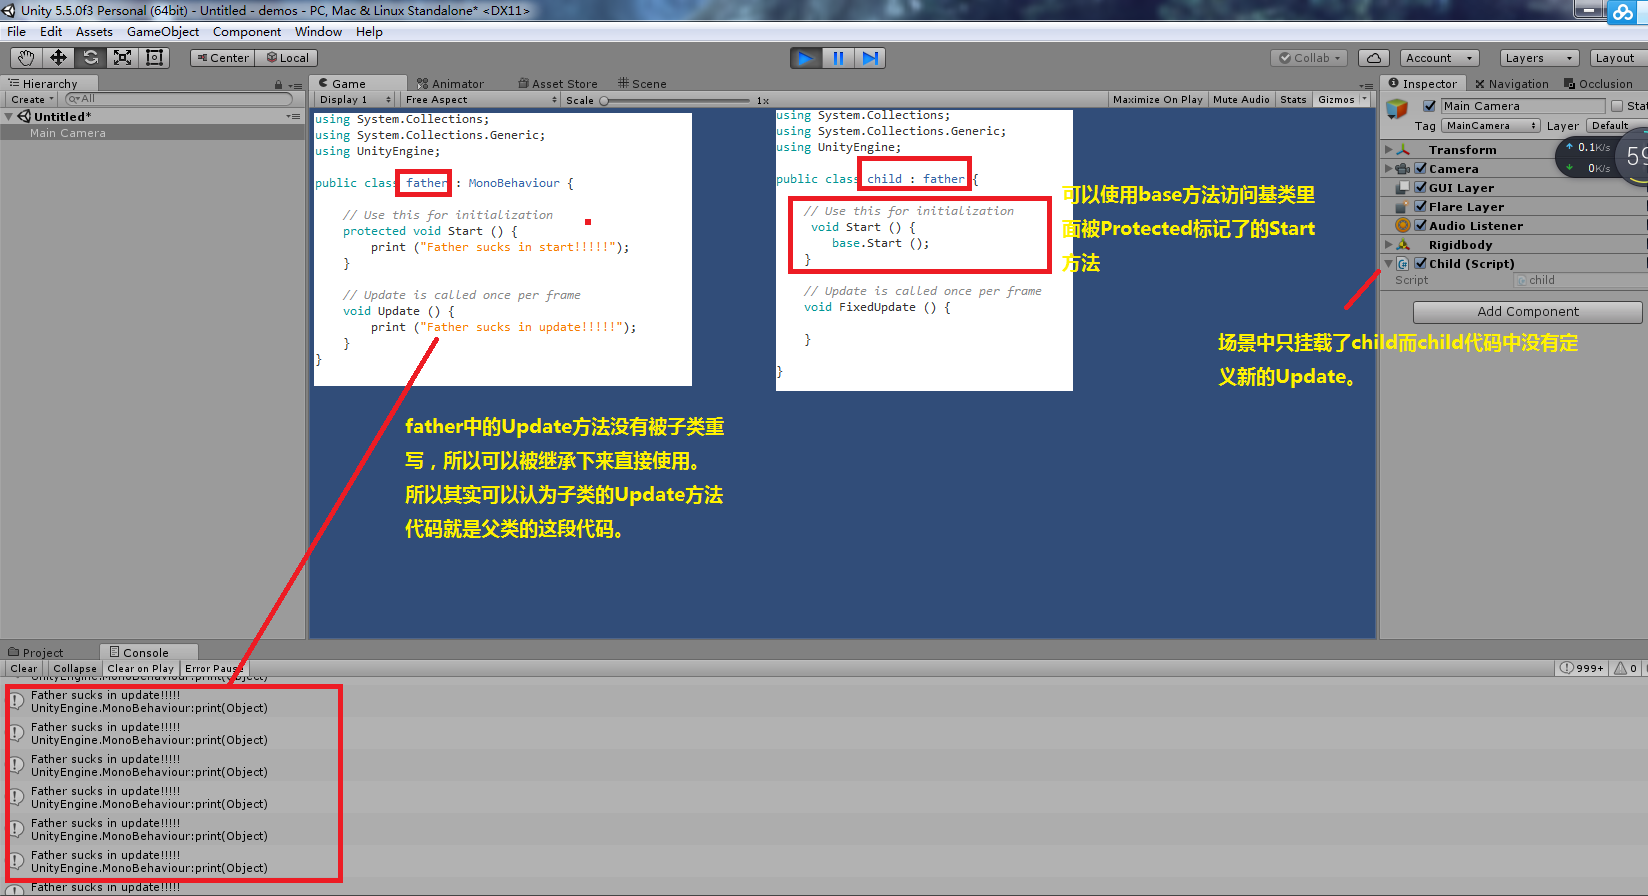 Unity 5.5.0f3 Personal (64bit) - Untitled - demos - PC, Mac & Linux Standalone* <DX11>
File Edit Assets GameObject Component Window Help
Center Local Collab Account Layers Layout
Hierarchy
Create All
Untitled*
Main Camera
Game Animator Asset Store Scene
Display 1 Free Aspect Scale 1x Maximize On Play Mute Audio Stats Gizmos
using System.Collections;
using System.Collections.Generic;
using UnityEngine;
public class father : MonoBehaviour {
// Use this for initialization
protected void Start () {
print ("Father sucks in start!!!!!");
}
// Update is called once per frame
void Update () {
print ("Father sucks in update!!!!!");
}
}
using System.Collections;
using System.Collections.Generic;
using UnityEngine;
public class child : father {
// Use this for initialization
void Start () {
base.Start ();
}
// Update is called once per frame
void FixedUpdate () {
}
}
可以使用base方法访问基类里
面被Protected标记了的Start
方法
father中的Update方法没有被子类重
写，所以可以被继承下来直接使用。
所以其实可以认为子类的Update方法
代码就是父类的这段代码。
Inspector Navigation Occlusion
Main Camera Stat
Tag MainCamera Layer Default
Transform
Camera
GUI Layer
Flare Layer
Audio Listener
Rigidbody
Child (Script)
Script child
Add Component
0.1K/s
0K/s
59
场景中只挂载了child而child代码中没有定
义新的Update。
Project Console
Clear Collapse Clear on Play Error Pause 999+ 0
UnityEngine.MonoBehaviour:print(Object)
Father sucks in update!!!!!
UnityEngine.MonoBehaviour:print(Object)
Father sucks in update!!!!!
UnityEngine.MonoBehaviour:print(Object)
Father sucks in update!!!!!
UnityEngine.MonoBehaviour:print(Object)
Father sucks in update!!!!!
UnityEngine.MonoBehaviour:print(Object)
Father sucks in update!!!!!
UnityEngine.MonoBehaviour:print(Object)
Father sucks in update!!!!!
UnityEngine.MonoBehaviour:print(Object)
Father sucks in update!!!!!